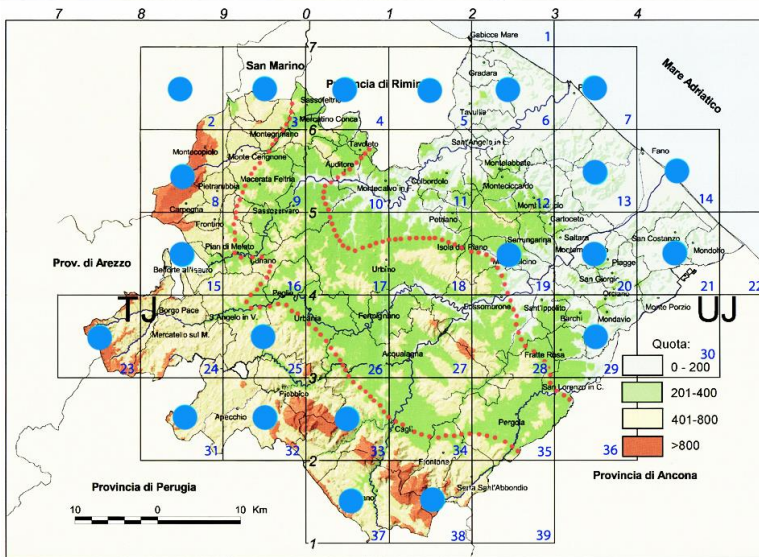 7 8 9 0 1 2 3 4 5
Gabicce Mare 1
7
San Marino Gradara Mare Adriatico
Provincia di Rimin
Sassofeltrio Tavullia
2 3 Mercatino Conca 4 5 6 7
6
Montegrimano Sant'Angelo in L.
Montecopiolo Tavoleto Fano
Monte Cerignone Auditore Montelabbate
Macerata Feltria Colbordolo
Pietrarubbia Montecalvo in F. Monteciccardo
8 9 10 11 12 13 14
Carpegna Sassocorvaro Petriano Cartoceto
5
Frontino San Costanzo
Pian di Meleto Isola del Piano Serrungarina Saltara
Prov. di Arezzo Mondolfo
Lunano Piagge
Belforte all'Isauro Urbino San Giorgio
15 16 17 18 19 20 21 22
Peglia Orciano
4
TJ UJ
Borgo Pace Fossombrone Sant'Ippolito Monte Porzio
S.Angelo in V. Urbania Fermignano Barchi Mondavio
Mercatello sul M. Quota:
Acqualagna Fratte Rosa 30
23 24 25 26 27 28 29
0 - 200
3
Piobbico San Lorenzo in C. 201-400
Apecchio 401-800
Cagli Pergola >800
31 32 33 34 35 36
2
Frontone
Provincia di Perugia Serra Sant'Abbondio Provincia di Ancona
10 0 10 Km
37 38 39
1